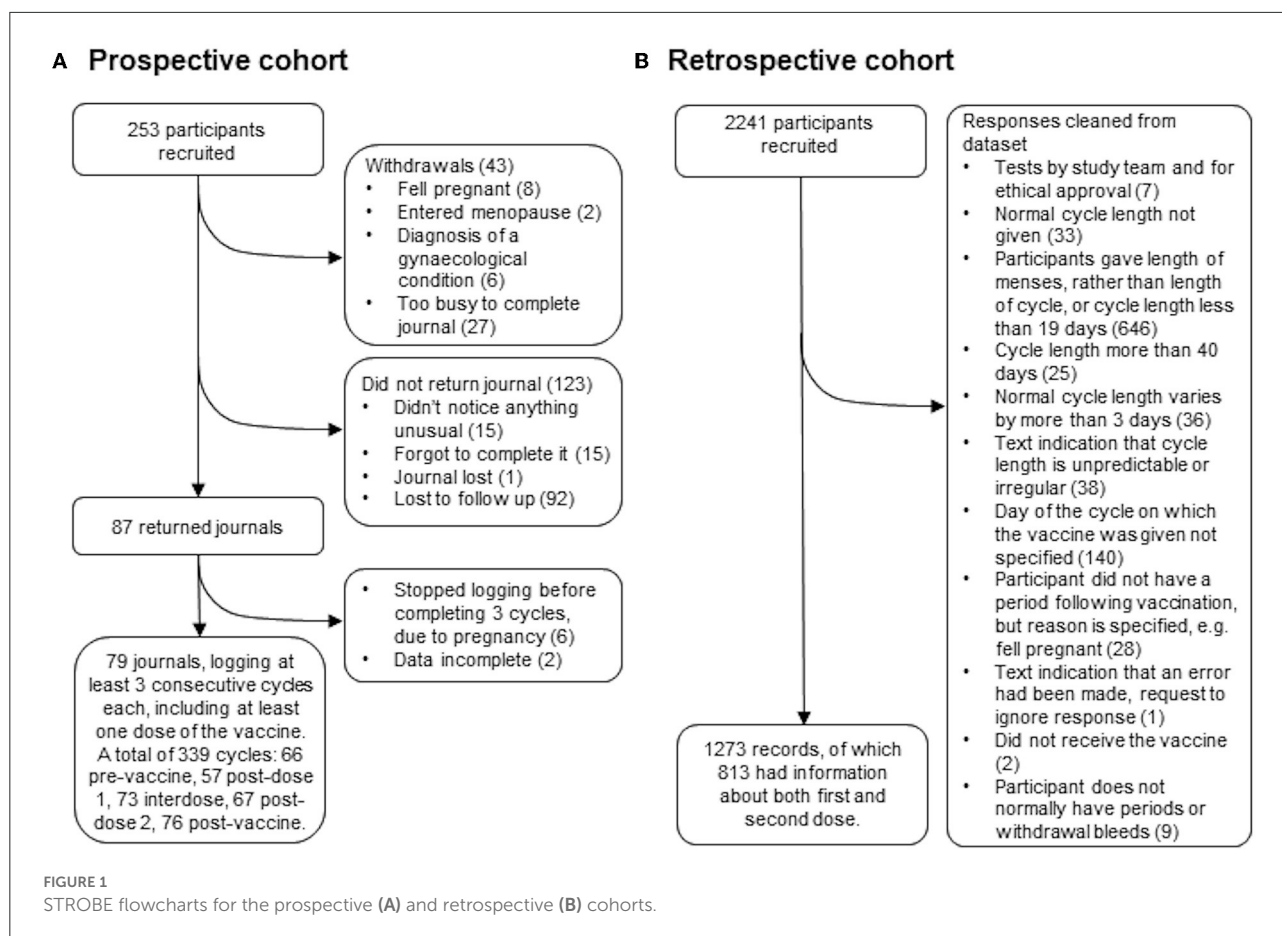 A Prospective cohort
253 participants
recruited
Withdrawals (43)
• Fell pregnant (8)
• Entered menopause (2)
• Diagnosis of a
gynaecological
condition (6)
• Too busy to complete
journal (27)
Did not return journal (123)
• Didn't notice anything
unusual (15)
• Forgot to complete it (15)
• Journal lost (1)
• Lost to follow up (92)
87 returned journals
• Stopped logging before
completing 3 cycles,
due to pregnancy (6)
• Data incomplete (2)
79 journals, logging at
least 3 consecutive cycles
each, including at least
one dose of the vaccine.
A total of 339 cycles: 66
pre-vaccine, 57 post-dose
1, 73 interdose, 67 post-
dose 2, 76 post-vaccine.
B Retrospective cohort
2241 participants
recruited
Responses cleaned from
dataset
• Tests by study team and for
ethical approval (7)
• Normal cycle length not
given (33)
• Participants gave length of
menses, rather than length
of cycle, or cycle length less
than 19 days (646)
• Cycle length more than 40
days (25)
• Normal cycle length varies
by more than 3 days (36)
• Text indication that cycle
length is unpredictable or
irregular (38)
• Day of the cycle on which
the vaccine was given not
specified (140)
• Participant did not have a
period following vaccination,
but reason is specified, e.g.
fell pregnant (28)
• Text indication that an error
had been made, request to
ignore response (1)
• Did not receive the vaccine
(2)
• Participant does not
normally have periods or
withdrawal bleeds (9)
1273 records, of which
813 had information
about both first and
second dose.
FIGURE 1
STROBE flowcharts for the prospective (A) and retrospective (B) cohorts.